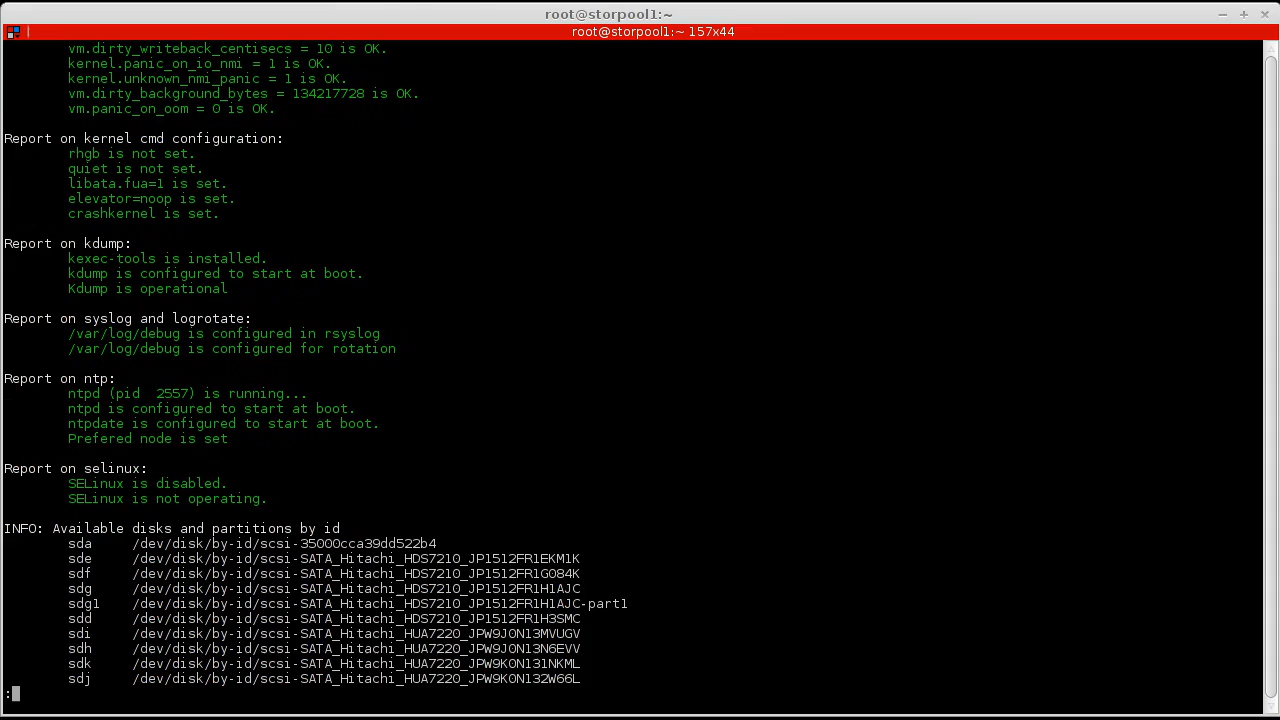 root@storpool1:~
root@storpool1:~ 157x44
vm.dirty_writeback_centisecs = 10 is OK.
kernel.panic_on_io_nmi = 1 is OK.
kernel.unknown_nmi_panic = 1 is OK.
vm.dirty_background_bytes = 134217728 is OK.
vm.panic_on_oom = 0 is OK.
Report on kernel cmd configuration:
rhgb is not set.
quiet is not set.
libata.fua=1 is set.
elevator=noop is set.
crashkernel is set.
Report on kdump:
kexec-tools is installed.
kdump is configured to start at boot.
Kdump is operational
Report on syslog and logrotate:
/var/log/debug is configured in rsyslog
/var/log/debug is configured for rotation
Report on ntp:
ntpd (pid  2557) is running...
ntpd is configured to start at boot.
ntpdate is configured to start at boot.
Prefered node is set
Report on selinux:
SELinux is disabled.
SELinux is not operating.
INFO: Available disks and partitions by id
sda     /dev/disk/by-id/scsi-35000cca39dd522b4
sde     /dev/disk/by-id/scsi-SATA_Hitachi_HDS7210_JP1512FR1EKM1K
sdf     /dev/disk/by-id/scsi-SATA_Hitachi_HDS7210_JP1512FR1G084K
sdg     /dev/disk/by-id/scsi-SATA_Hitachi_HDS7210_JP1512FR1H1AJC
sdg1    /dev/disk/by-id/scsi-SATA_Hitachi_HDS7210_JP1512FR1H1AJC-part1
sdd     /dev/disk/by-id/scsi-SATA_Hitachi_HDS7210_JP1512FR1H3SMC
sdi     /dev/disk/by-id/scsi-SATA_Hitachi_HUA7220_JPW9J0N13MVUGV
sdh     /dev/disk/by-id/scsi-SATA_Hitachi_HUA7220_JPW9J0N13N6EVV
sdk     /dev/disk/by-id/scsi-SATA_Hitachi_HUA7220_JPW9K0N131NKML
sdj     /dev/disk/by-id/scsi-SATA_Hitachi_HUA7220_JPW9K0N132W66L
: